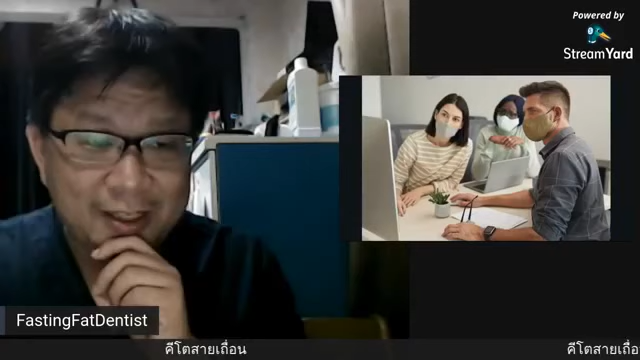 Powered by
StreamYard
FastingFatDentist
คีโตสายเถื่อน
คีโตสายเถื่อ